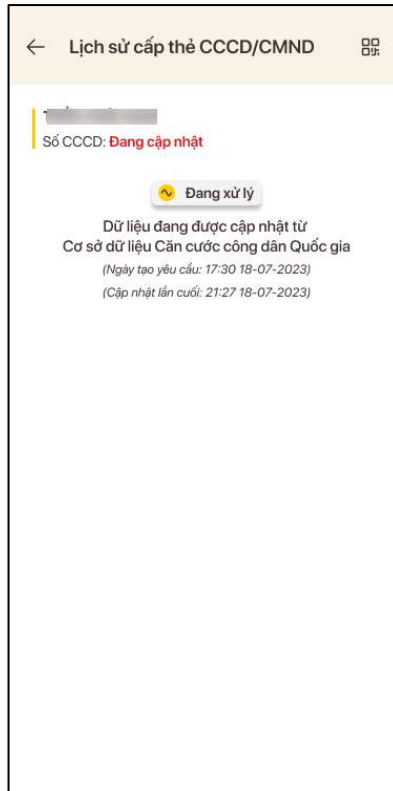 Lịch sử cấp thẻ CCCD/CMND
Số CCCD: Đang cập nhật
Đang xử lý
Dữ liệu đang được cập nhật từ
Cơ sở dữ liệu Căn cước công dân Quốc gia
(Ngày tạo yêu cầu: 17:30 18-07-2023)
(Cập nhật lần cuối: 21:27 18-07-2023)